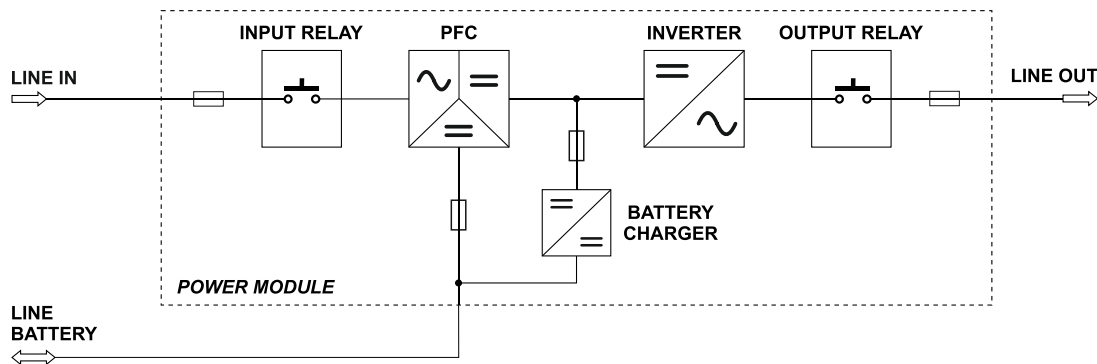 INPUT RELAY
PFC
INVERTER
OUTPUT RELAY
LINE IN
LINE OUT
BATTERY
CHARGER
POWER MODULE
LINE
BATTERY